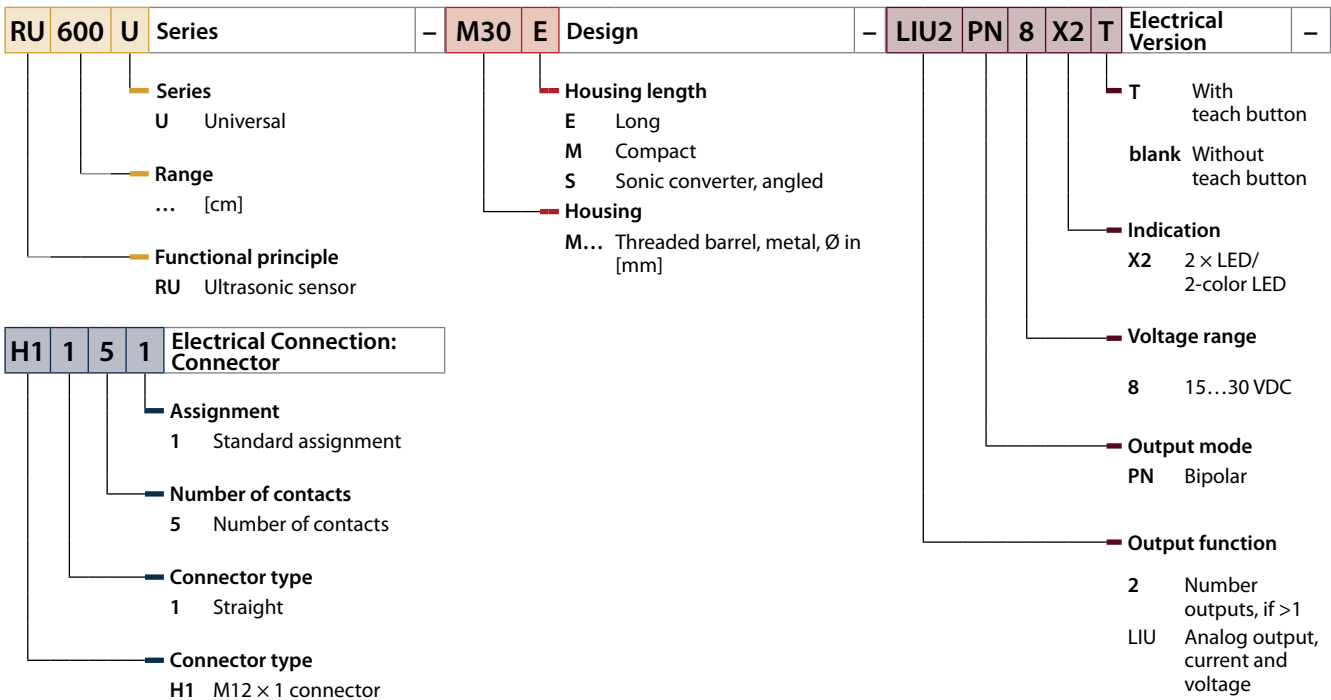 RU 600 U Series – M30 E Design – LIU2 PN 8 X2 T Electrical Version –
Series
U Universal
Range
... [cm]
Functional principle
RU Ultrasonic sensor
Housing length
E Long
M Compact
S Sonic converter, angled
Housing
M... Threaded barrel, metal, Ø in
[mm]
T With
teach button
blank Without
teach button
Indication
X2 2 × LED/
2-color LED
Voltage range
8 15…30 VDC
Output mode
PN Bipolar
Output function
2 Number
outputs, if >1
LIU Analog output,
current and
voltage
H1 1 5 1 Electrical Connection:
Connector
Assignment
1 Standard assignment
Number of contacts
5 Number of contacts
Connector type
1 Straight
Connector type
H1 M12 × 1 connector